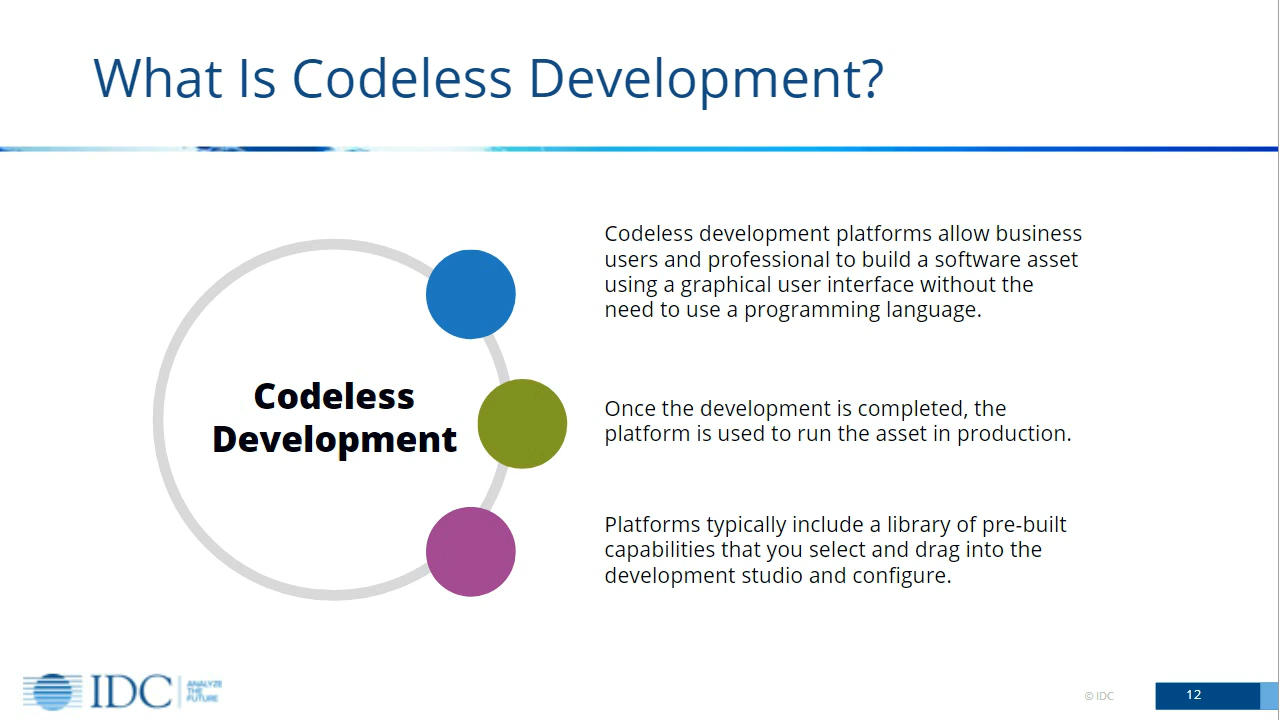 What Is Codeless Development?
Codeless
Development
Codeless development platforms allow business
users and professional to build a software asset
using a graphical user interface without the
need to use a programming language.
Once the development is completed, the
platform is used to run the asset in production.
Platforms typically include a library of pre-built
capabilities that you select and drag into the
development studio and configure.
IDC
ANALYZE
THE
FUTURE
© IDC
12